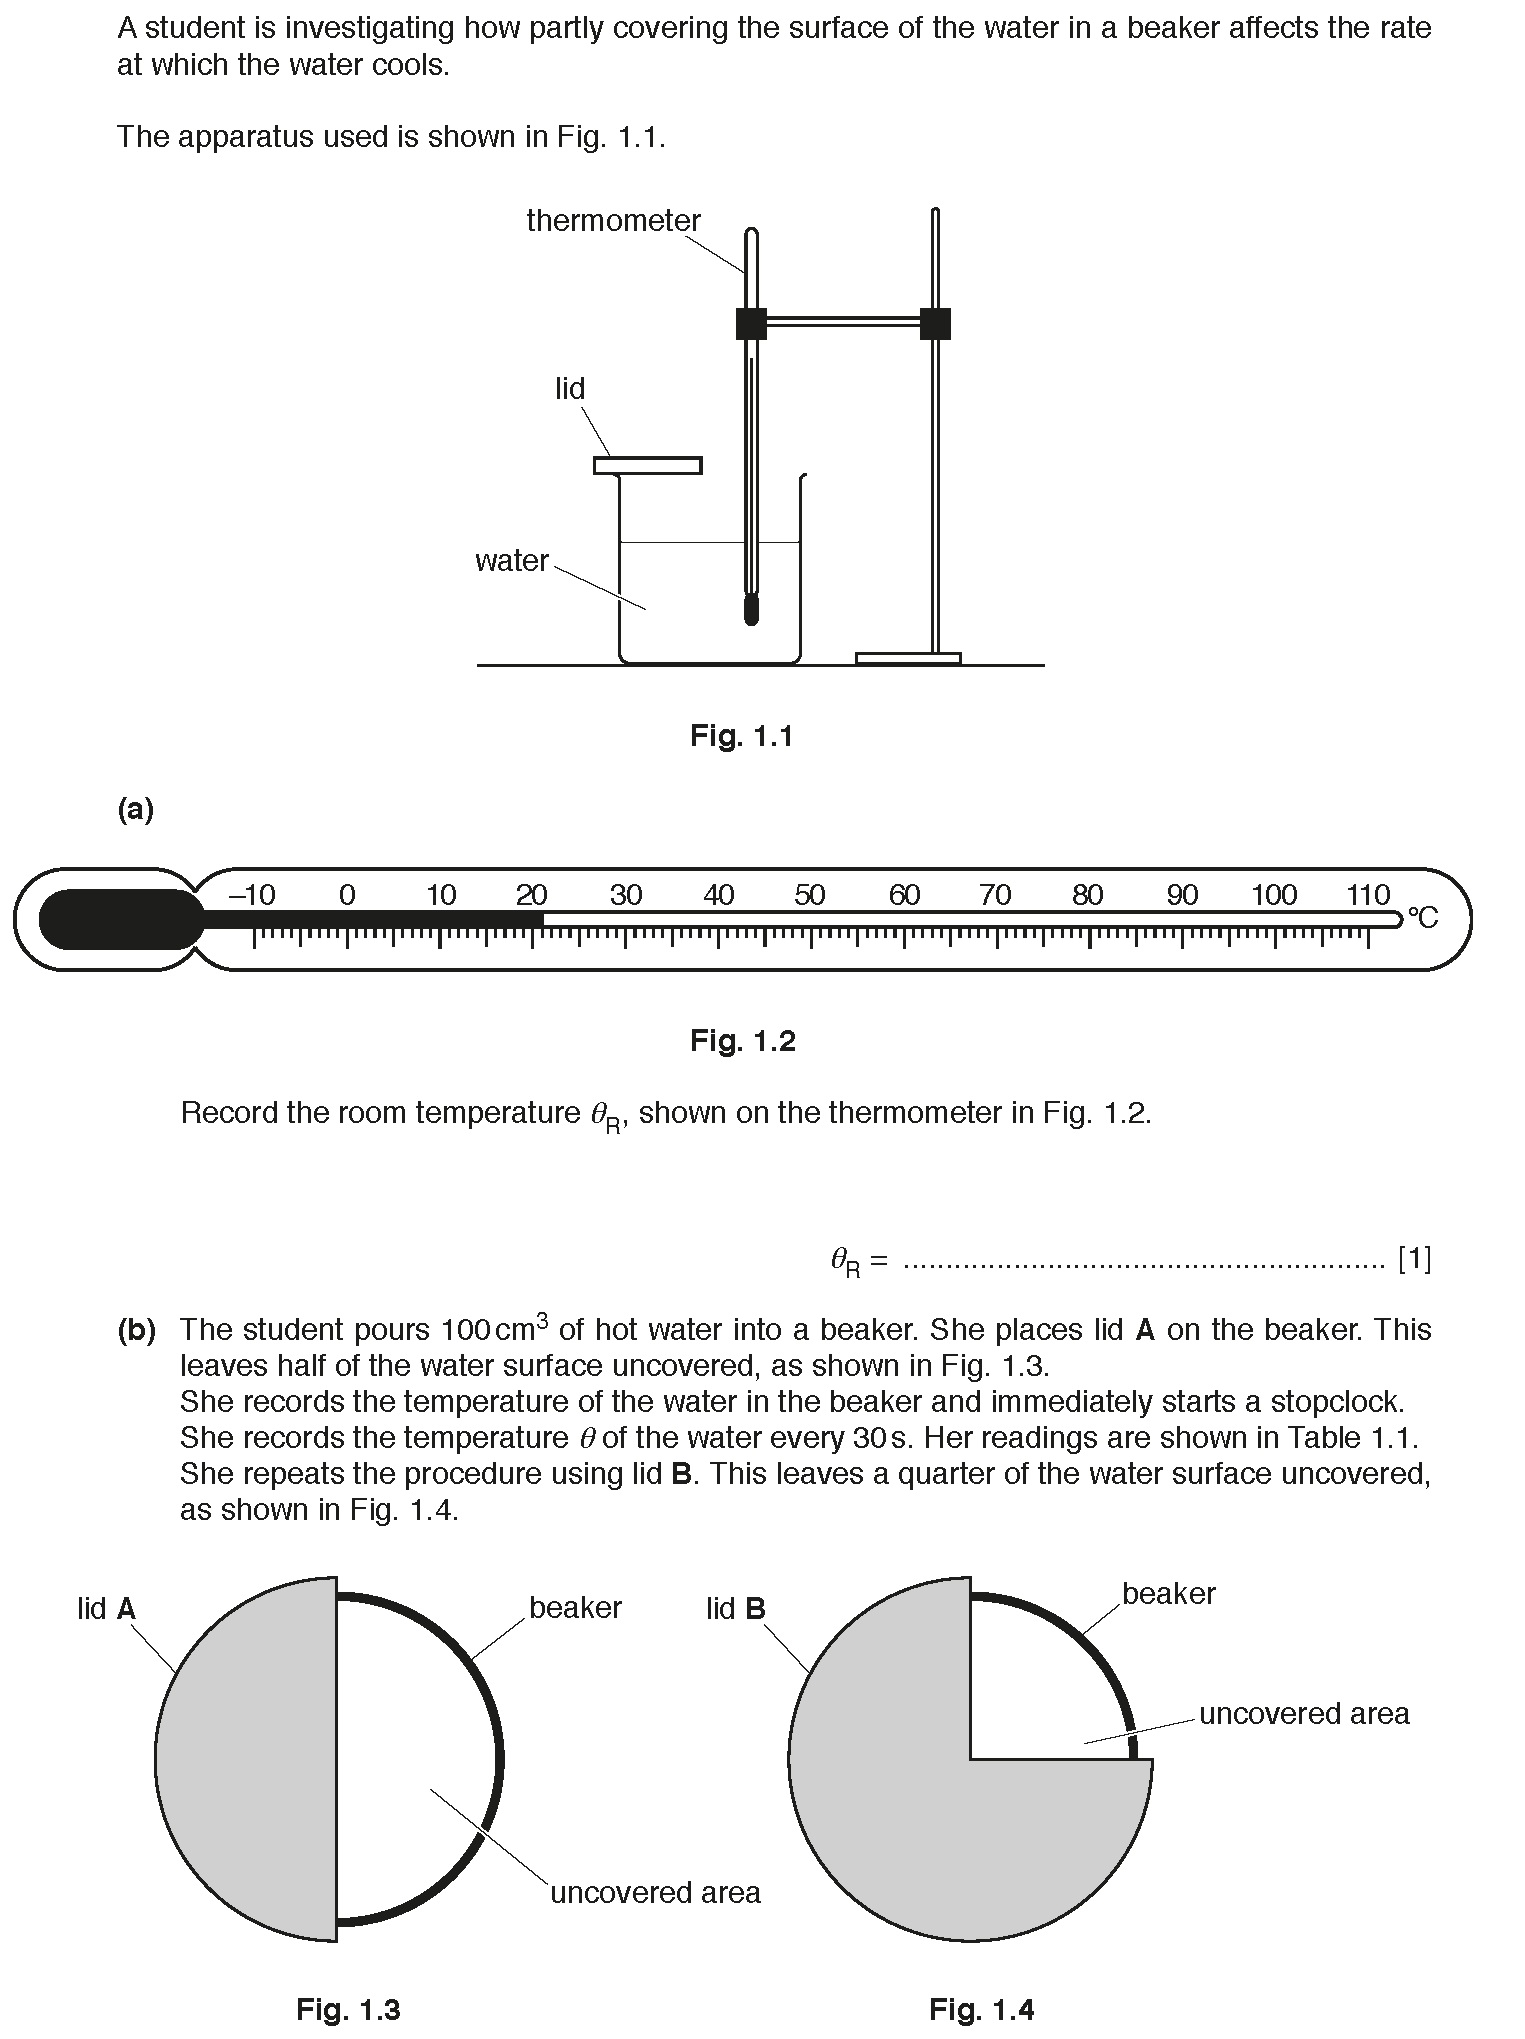 A student is investigating how partly covering the surface of the water in a beaker affects the rate
at which the water cools.
The apparatus used is shown in Fig. 1.1.
thermometer
lid
water
Fig. 1.1
(a)
–10 0 10 20 30 40 50 60 70 80 90 100 110
°C
Fig. 1.2
Record the room temperature θR, shown on the thermometer in Fig. 1.2.
θR = ........................................................ [1]
(b) The student pours 100 cm³ of hot water into a beaker. She places lid A on the beaker. This
leaves half of the water surface uncovered, as shown in Fig. 1.3.
She records the temperature of the water in the beaker and immediately starts a stopclock.
She records the temperature θ of the water every 30 s. Her readings are shown in Table 1.1.
She repeats the procedure using lid B. This leaves a quarter of the water surface uncovered,
as shown in Fig. 1.4.
lid A
beaker
uncovered area
Fig. 1.3
lid B
beaker
uncovered area
Fig. 1.4